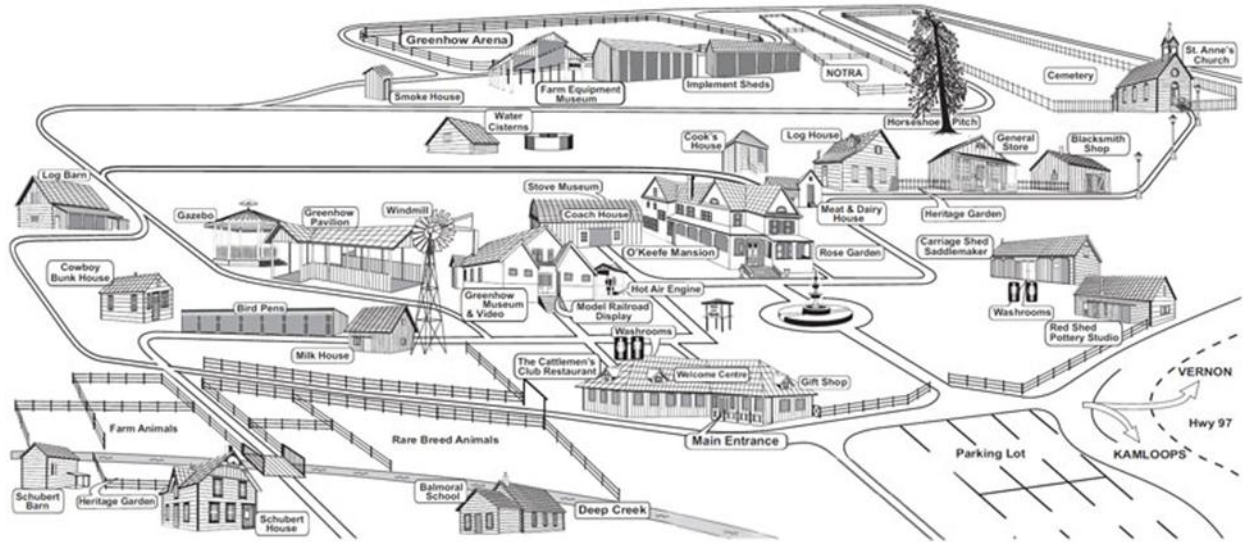 Greenhow Arena
Smoke House
Farm Equipment
Museum
Implement Sheds
NOTRA
Cemetery
St. Anne's
Church
Water
Cisterns
Cook's
House
Log House
Horseshoe Pitch
General
Store
Blacksmith
Shop
Log Barn
Gazebo
Greenhow
Pavilion
Windmill
Stove Museum
Coach House
O'Keefe Mansion
Meat & Dairy
House
Heritage Garden
Rose Garden
Carriage Shed
Saddlemaker
Cowboy
Bunk House
Bird Pens
Milk House
Greenhow
Museum
& Video
Hot Air Engine
Model Railroad
Display
Washrooms
Washrooms
Red Shed
Pottery Studio
The Cattlemen's
Club Restaurant
Welcome Centre
Gift Shop
Main Entrance
VERNON
Hwy 97
KAMLOOPS
Parking Lot
Farm Animals
Rare Breed Animals
Schubert
Barn
Heritage Garden
Schubert
House
Balmoral
School
Deep Creek